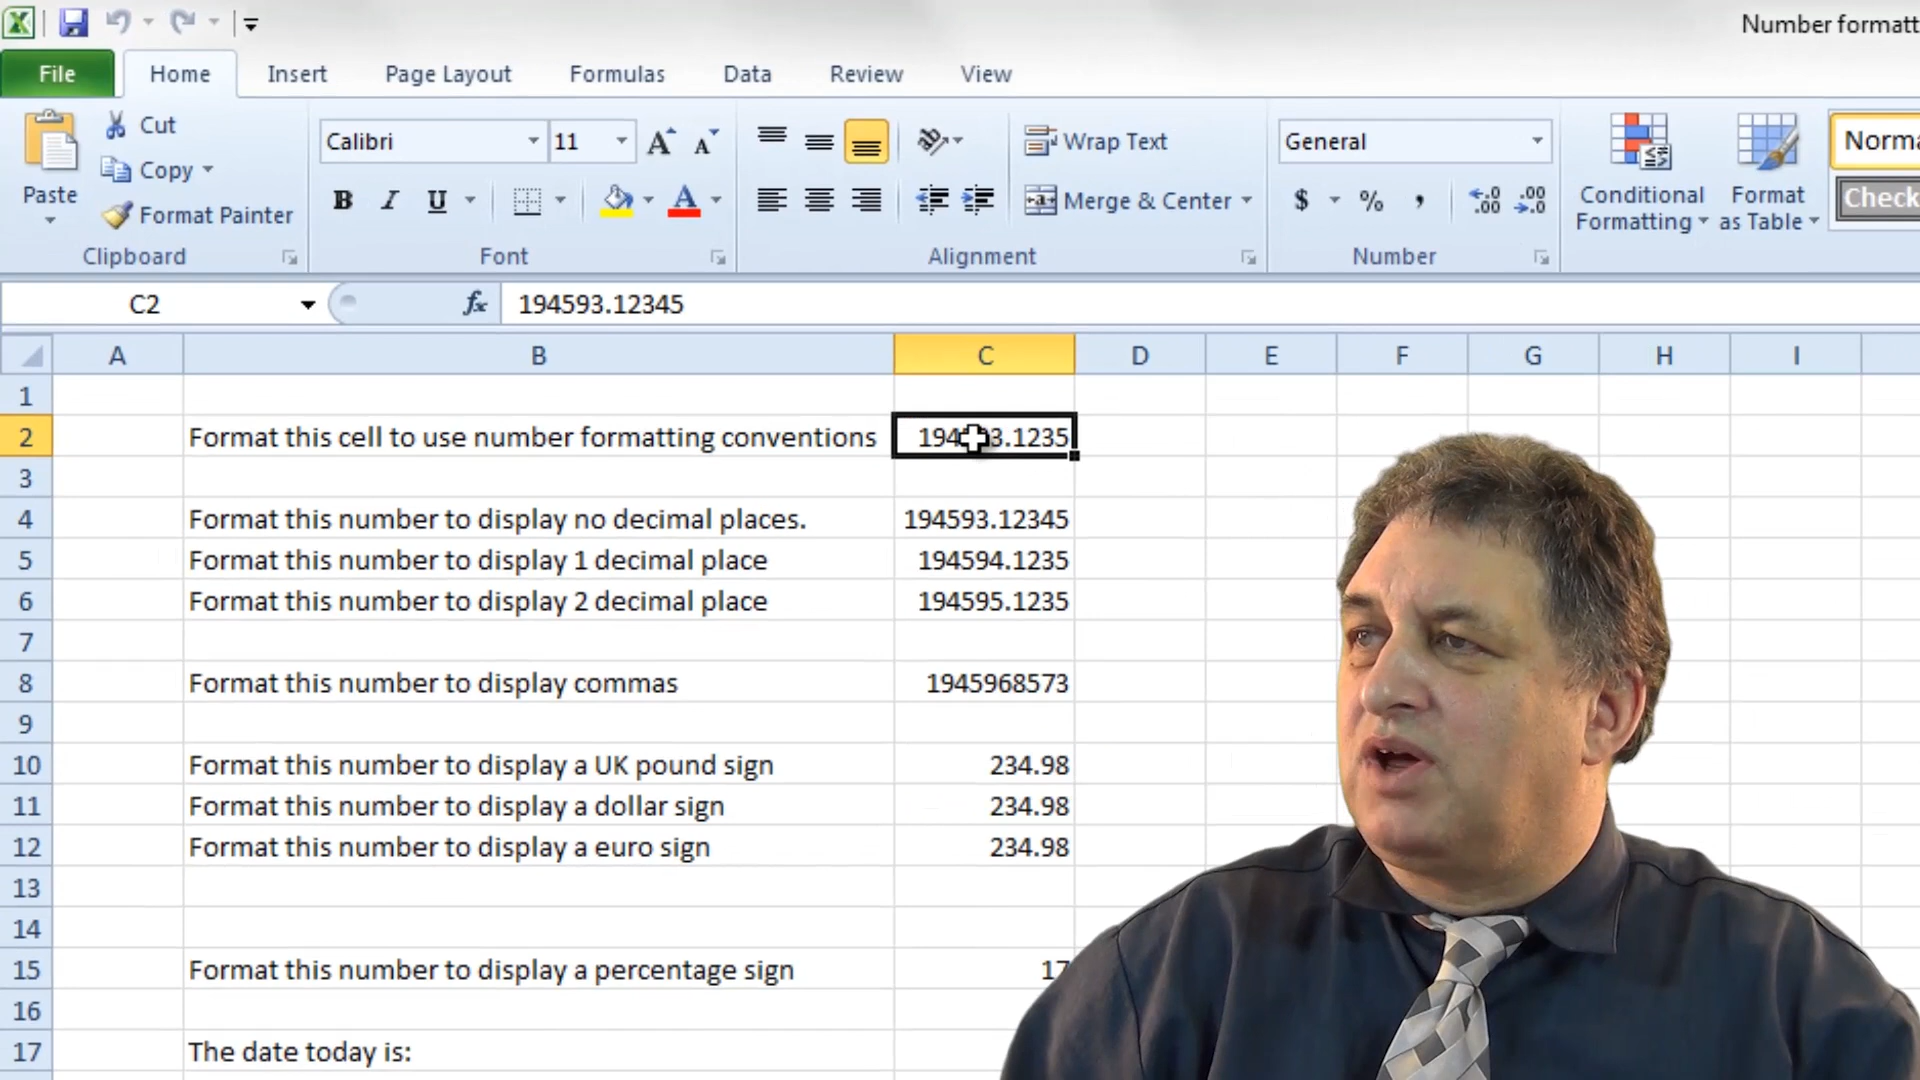 Number formatt
File Home Insert Page Layout Formulas Data Review View
Paste
Cut
Copy
Format Painter
Clipboard
Calibri 11
B I U
Font
Wrap Text
Merge & Center
Alignment
General
$ % ,
Number
Conditional Formatting
Format as Table
Norma
Check
C2 fx 194593.12345
A B C D E F G H I
1
2 Format this cell to use number formatting conventions
3
4 Format this number to display no decimal places. 194593.12345
5 Format this number to display 1 decimal place 194594.1235
6 Format this number to display 2 decimal place 194595.1235
7
8 Format this number to display commas 1945968573
9
10 Format this number to display a UK pound sign 234.98
11 Format this number to display a dollar sign 234.98
12 Format this number to display a euro sign 234.98
13
14
15 Format this number to display a percentage sign 17
16
17 The date today is: